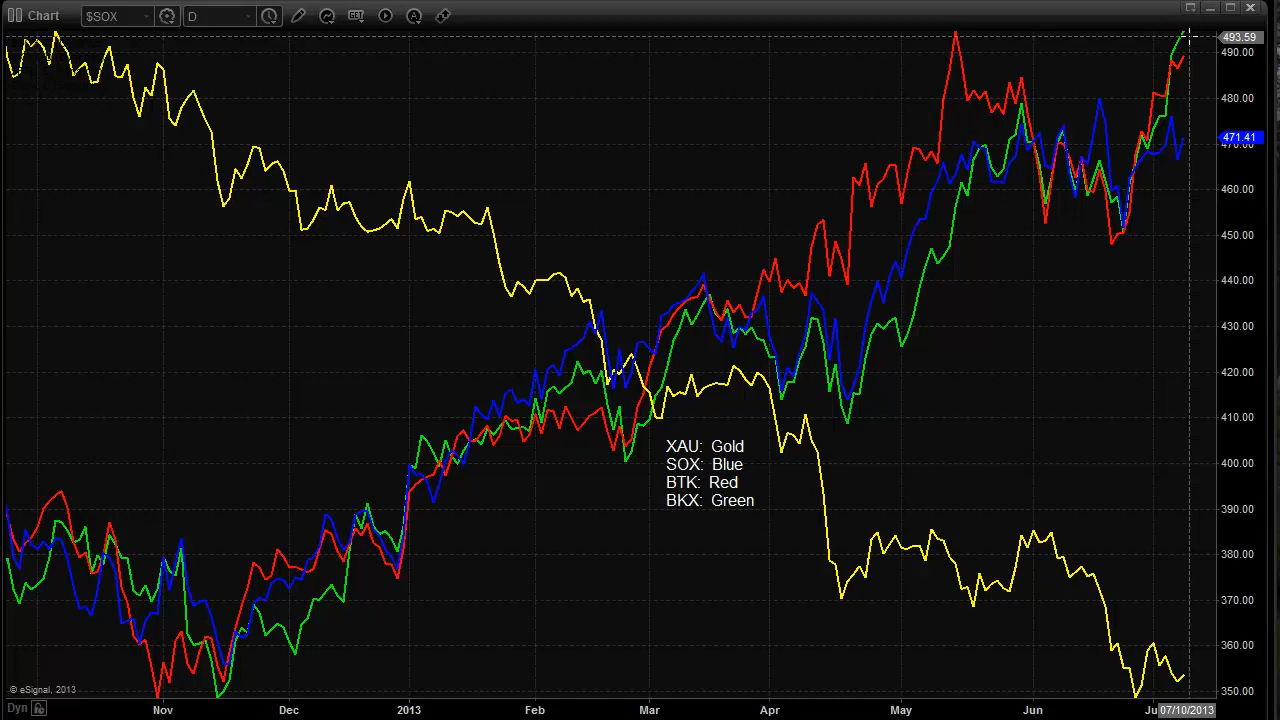 Chart $SOX D GET A
493.59
490.00
480.00
471.41
470.00
460.00
450.00
440.00
430.00
420.00
410.00
XAU: Gold
SOX: Blue
400.00
BTK: Red
BKX: Green
390.00
380.00
370.00
360.00
350.00
© eSignal, 2013
Dyn Nov Dec 2013 Feb Mar Apr May Jun 07/10/2013